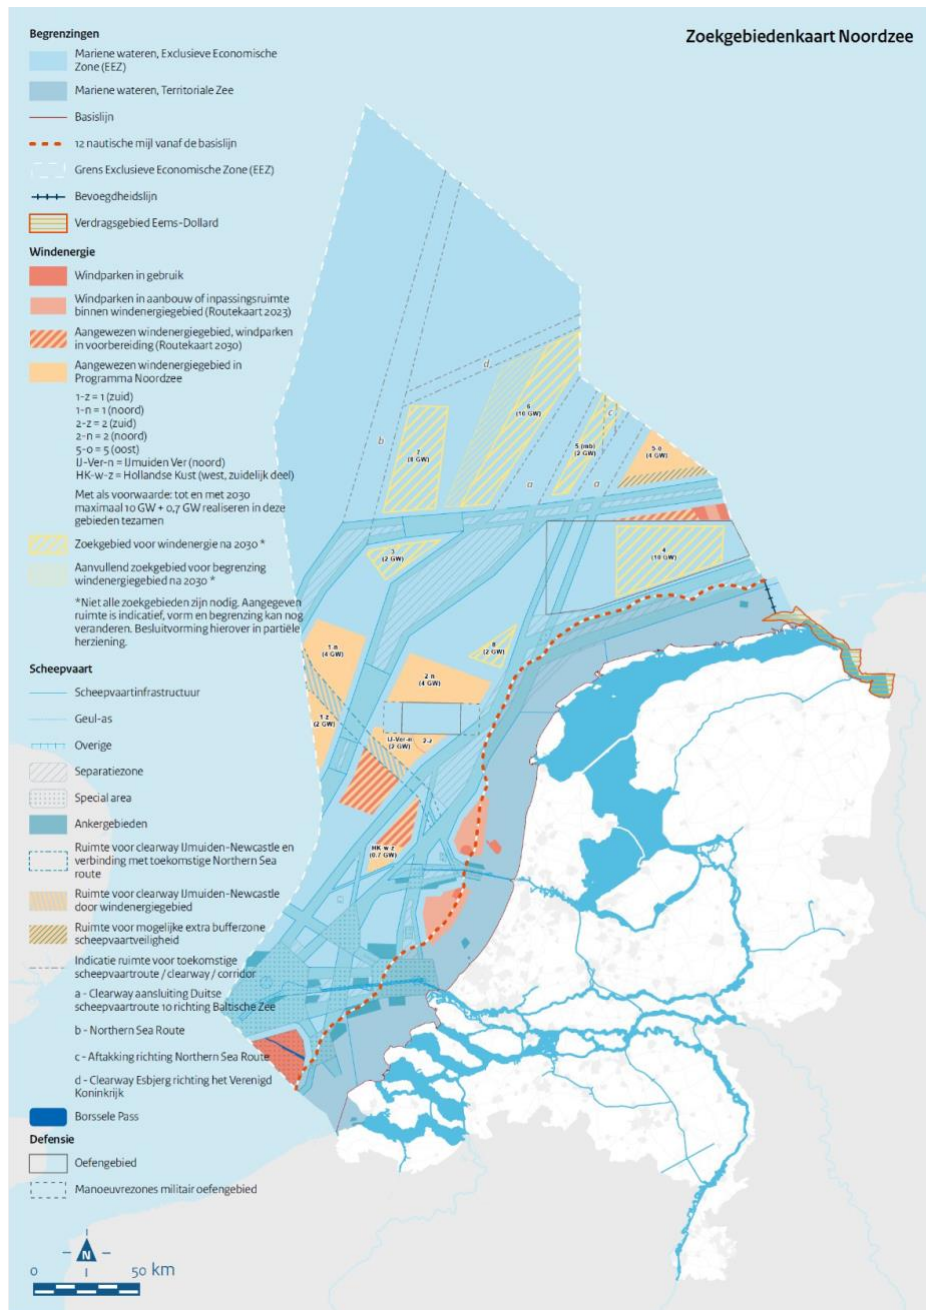 Zoekgebiedenkaart Noordzee
Begrenzingen
Mariene wateren, Exclusieve Economische
Zone (EEZ)
Mariene wateren, Territoriale Zee
Basislijn
12 nautische mijl vanaf de basislijn
Grens Exclusieve Economische Zone (EEZ)
Bevoegdheidslijn
Verdragsgebied Eems-Dollard
Windenergie
Windparken in gebruik
Windparken in aanbouw of inpassingsruimte
binnen windenergiegebied (Routekaart 2023)
Aangewezen windenergiegebied, windparken
in voorbereiding (Routekaart 2030)
Aangewezen windenergiegebied in
Programma Noordzee
1-z = 1 (zuid)
1-n = 1 (noord)
2-z = 2 (zuid)
2-n = 2 (noord)
5-o = 5 (oost)
IJ-Ver-n = IJmuiden Ver (noord)
HK-w-z = Hollandse Kust (west, zuidelijk deel)
Met als voorwaarde: tot en met 2030
maximaal 10 GW + 0,7 GW realiseren in deze
gebieden tezamen
Zoekgebied voor windenergie na 2030 *
Aanvullend zoekgebied voor begrenzing
windenergiegebied na 2030 *
*Niet alle zoekgebieden zijn nodig. Aangegeven
ruimte is indicatief, vorm en begrenzing kan nog
veranderen. Besluitvorming hierover in partiële
herziening.
Scheepvaart
Scheepvaartinfrastructuur
Geul-as
Overige
Separatiezone
Special area
Ankergebieden
Ruimte voor clearway IJmuiden-Newcastle en
verbinding met toekomstige Northern Sea
route
Ruimte voor clearway IJmuiden-Newcastle
door windenergiegebied
Ruimte voor mogelijke extra bufferzone
scheepvaartveiligheid
Indicatie ruimte voor toekomstige
scheepvaartroute / clearway / corridor
a - Clearway aansluiting Duitse
scheepvaartroute 10 richting Baltische Zee
b - Northern Sea Route
c - Aftakking richting Northern Sea Route
d - Clearway Esbjerg richting het Verenigd
Koninkrijk
Borssele Pass
Defensie
Oefengebied
Manoeuvrezones militair oefengebied
N
0 50 km
d
b
c
a
a
6
(10 GW)
7
5 (mb)
(2 GW)
5-o
(4 GW)
3
(2 GW)
4
(10 GW)
8
(2 GW)
1-n
(4 GW)
2-n
(4 GW)
1-z
(2 GW)
IJ-Ver-n
(2 GW)
2-z
HK-w-z
(0.7 GW)